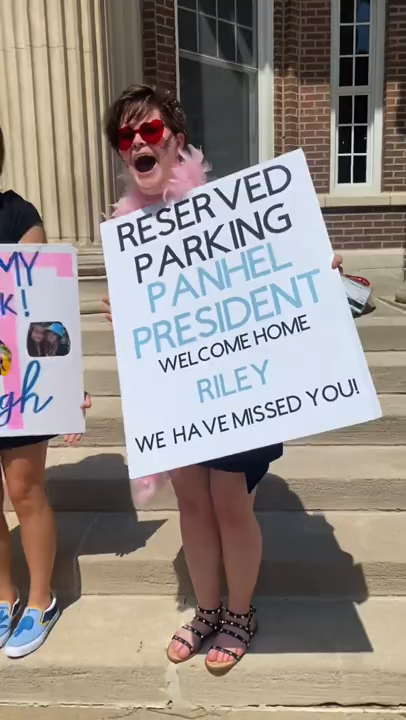 RESERVED
PARKING
PANHEL
PRESIDENT
WELCOME HOME
RILEY
WE HAVE MISSED YOU!